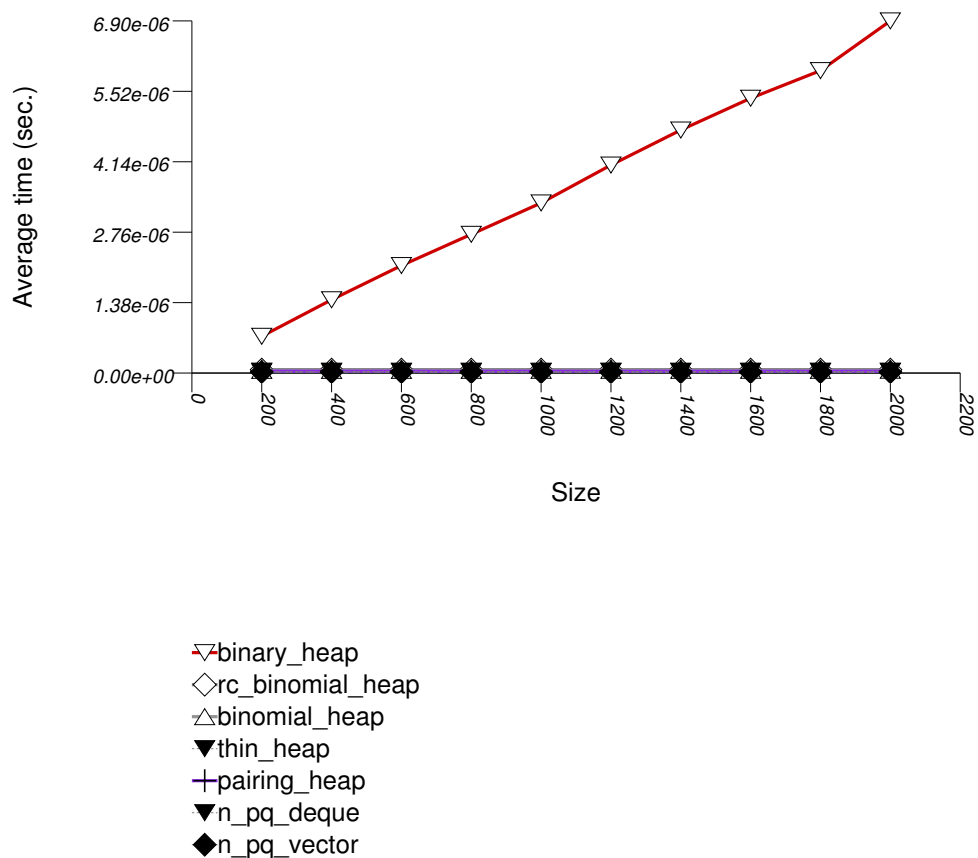 6.90e-06
5.52e-06
4.14e-06
2.76e-06
1.38e-06
0.00e+00
Average time (sec.)
0
200
400
600
800
1000
1200
1400
1600
1800
2000
2200
Size
binary_heap
rc_binomial_heap
binomial_heap
thin_heap
pairing_heap
n_pq_deque
n_pq_vector